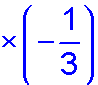 × ( − 1/3 )